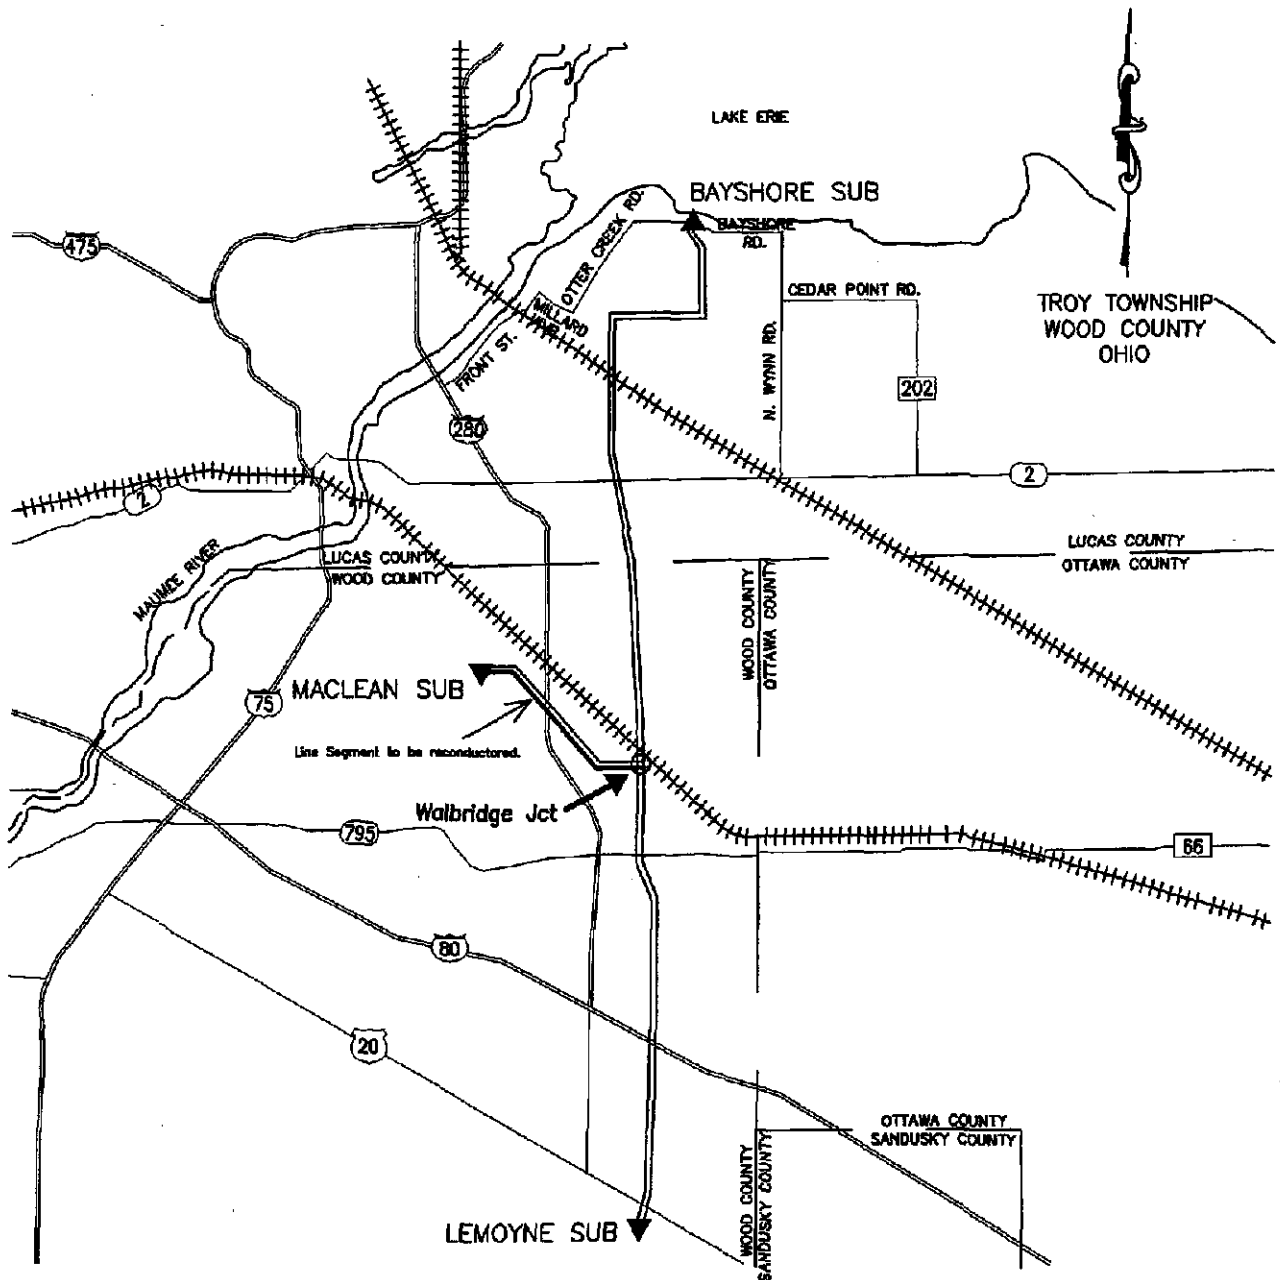 LAKE ERIE
BAYSHORE SUB
BAYSHORE
RD.
OTTER CREEK RD.
475
CEDAR POINT RD.
TROY TOWNSHIP
WOOD COUNTY
OHIO
MILLARD
FRONT ST.
N. WYNN RD.
202
280
2
2
MAUMEE RIVER
LUCAS COUNTY
WOOD COUNTY
LUCAS COUNTY
OTTAWA COUNTY
WOOD COUNTY
OTTAWA COUNTY
MACLEAN SUB
75
Line Segment to be reconductored.
Walbridge Jct
795
66
80
20
OTTAWA COUNTY
SANDUSKY COUNTY
WOOD COUNTY
SANDUSKY COUNTY
LEMOYNE SUB